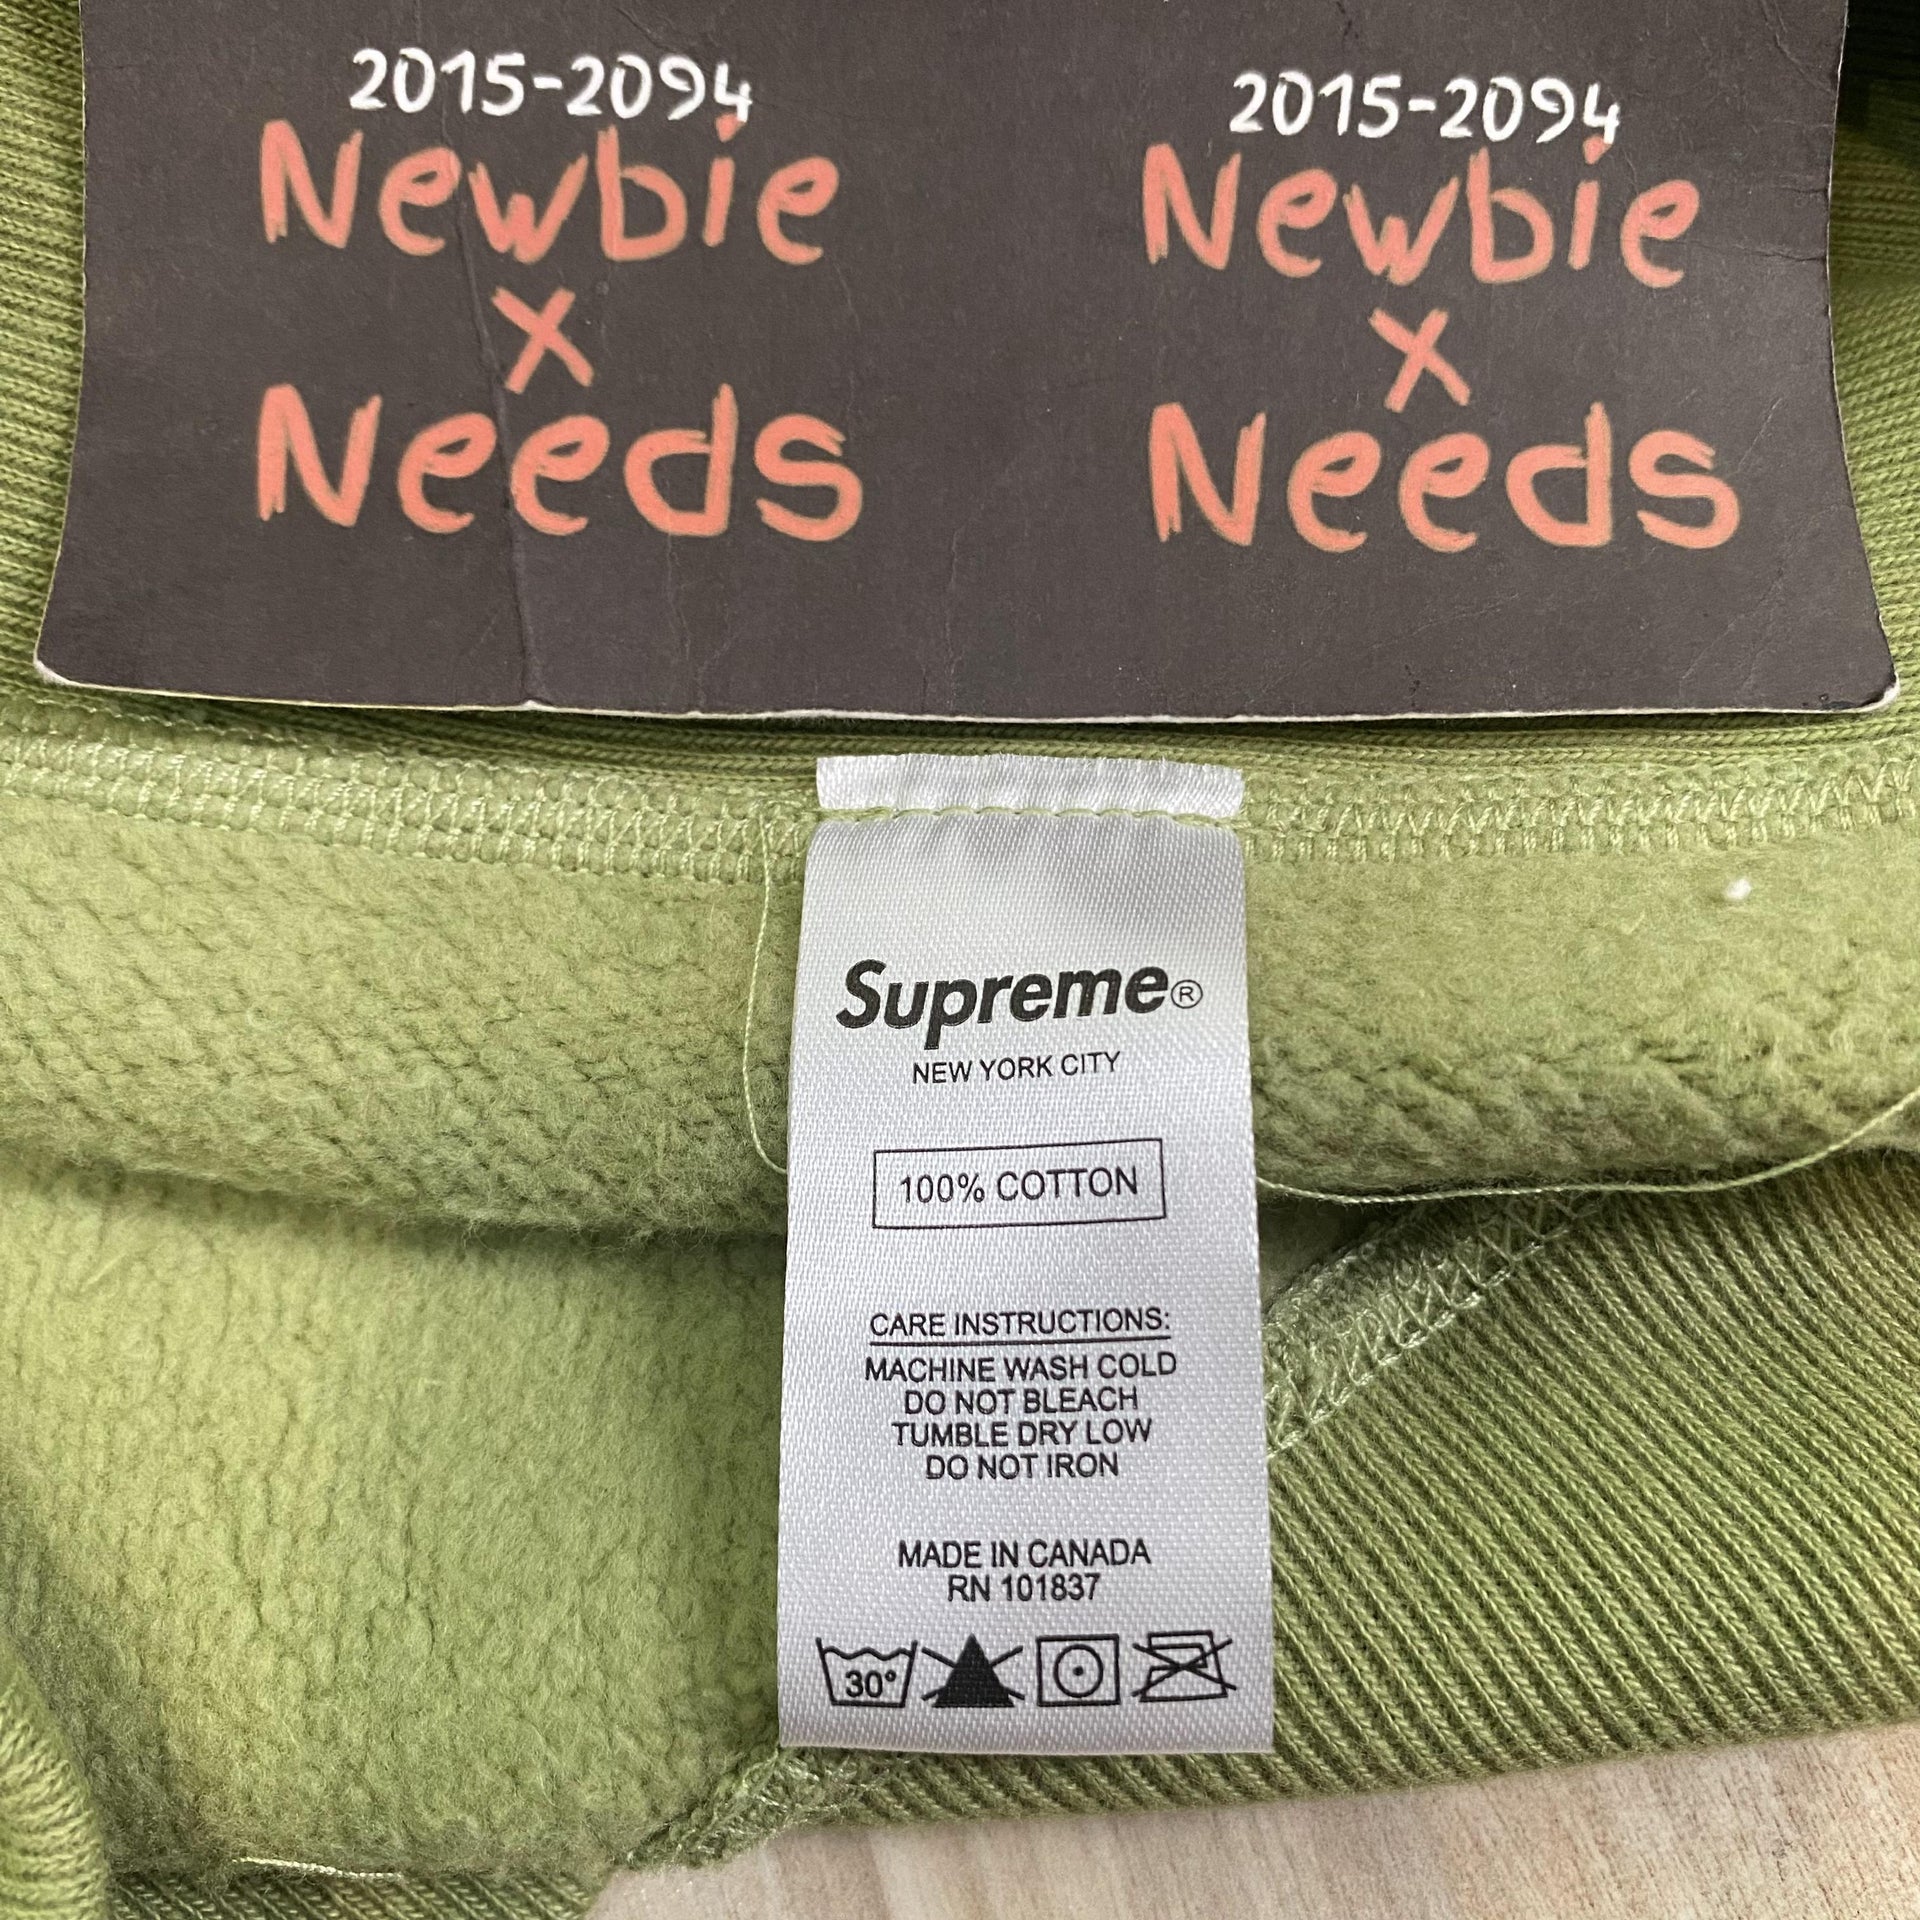 2015-2094
Newbie
x
Needs
2015-2094
Newbie
x
Needs
Supreme®
NEW YORK CITY
100% COTTON
CARE INSTRUCTIONS:
MACHINE WASH COLD
DO NOT BLEACH
TUMBLE DRY LOW
DO NOT IRON
MADE IN CANADA
RN 101837
30°